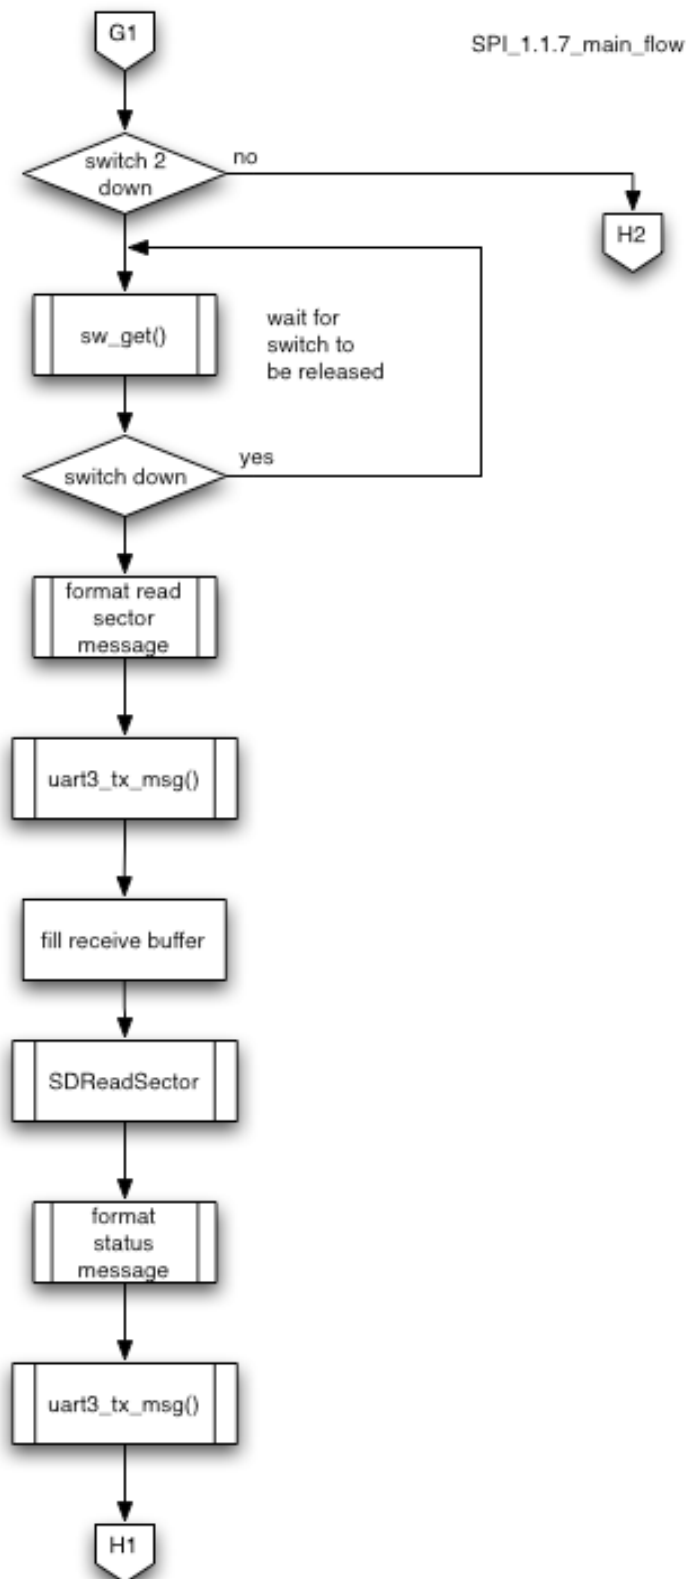 G1
SPI_1.1.7_main_flow
switch 2
down
no
H2
sw_get()
wait for
switch to
be released
switch down
yes
format read
sector
message
uart3_tx_msg()
fill receive buffer
SDReadSector
format
status
message
uart3_tx_msg()
H1